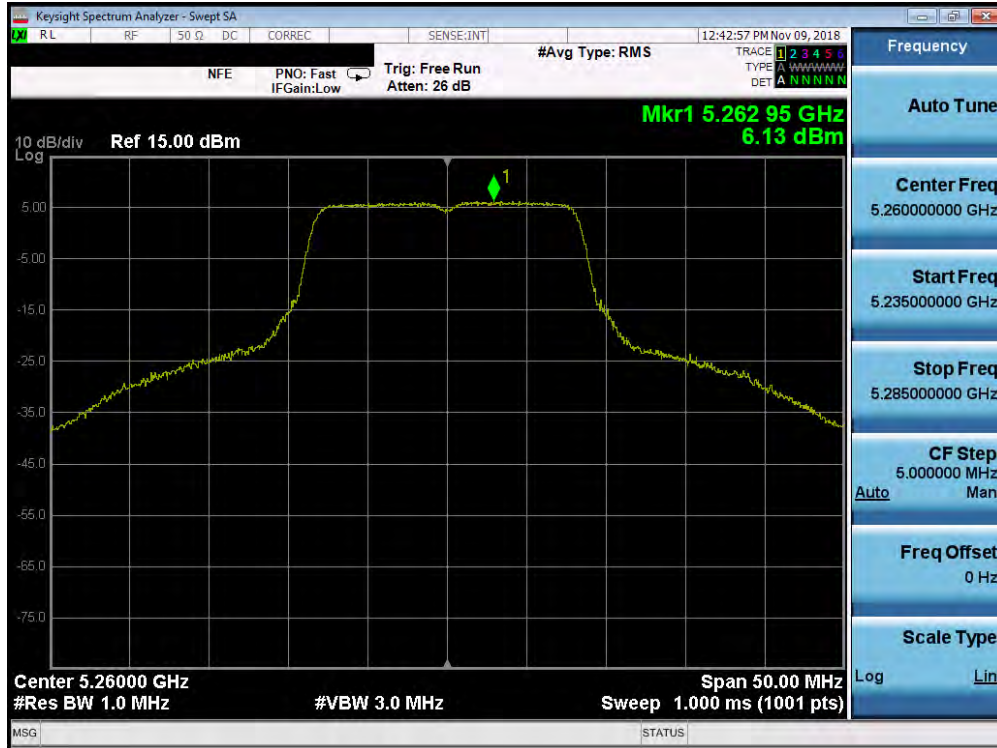 Keysight Spectrum Analyzer - Swept SA
LXI RL RF 50 Ω DC CORREC SENSE:INT 12:42:57 PM Nov 09, 2018
#Avg Type: RMS TRACE 1 2 3 4 5 6
NFE PNO: Fast Trig: Free Run TYPE A WWWWW
IFGain:Low Atten: 26 dB DET A N N N N N
Mkr1 5.262 95 GHz
6.13 dBm
10 dB/div Ref 15.00 dBm
Log
1
5.00
-5.00
-15.0
-25.0
-35.0
-45.0
-55.0
-65.0
-75.0
Center 5.26000 GHz Span 50.00 MHz
#Res BW 1.0 MHz #VBW 3.0 MHz Sweep 1.000 ms (1001 pts)
MSG STATUS
Frequency
Auto Tune
Center Freq
5.260000000 GHz
Start Freq
5.235000000 GHz
Stop Freq
5.285000000 GHz
CF Step
5.000000 MHz
Auto Man
Freq Offset
0 Hz
Scale Type
Log Lin